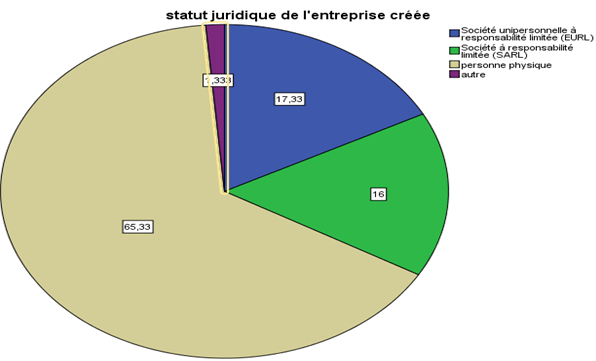 statut juridique de l'entreprise créée
Société unipersonnelle à
responsabilité limitée (EURL)
Société à responsabilité
limitée (SARL)
personne physique
autre
17,33
16
65,33